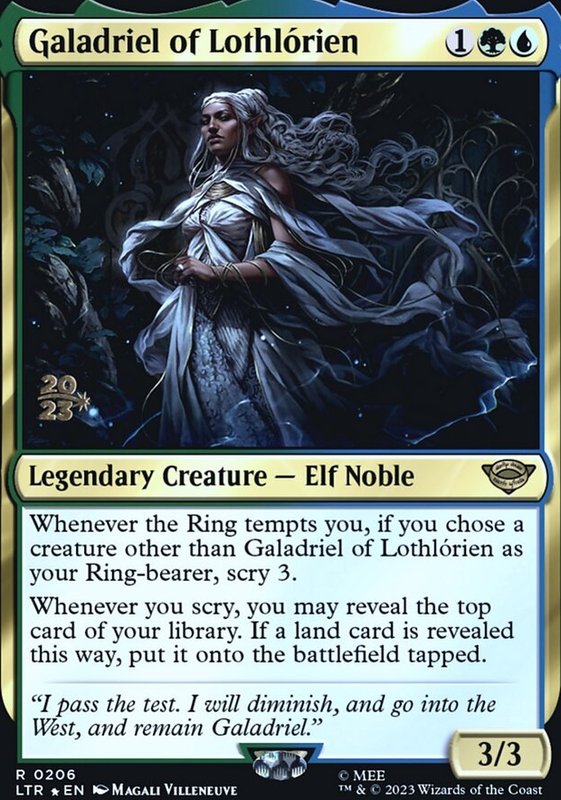 Galadriel of Lothlórien
1
20
23
Legendary Creature — Elf Noble
Whenever the Ring tempts you, if you chose a
creature other than Galadriel of Lothlórien as
your Ring-bearer, scry 3.
Whenever you scry, you may reveal the top
card of your library. If a land card is revealed
this way, put it onto the battlefield tapped.
“I pass the test. I will diminish, and go into the
West, and remain Galadriel.”
3/3
R 0206
LTR ★ EN MAGALI VILLENEUVE
© MEE
™ & © 2023 Wizards of the Coast